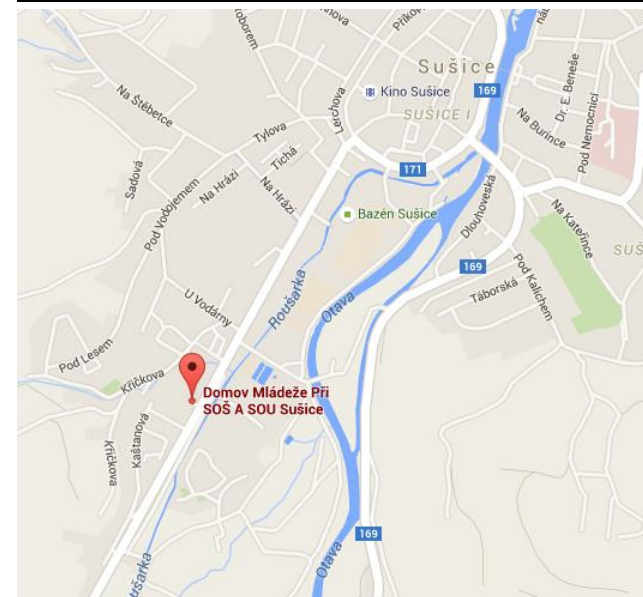 Příkopy
Sušice
169
Kino Sušice
SUŠICE I
Dr. E. Beneše
Na Burince
Pod Nemocnicí
Na Štěbetce
Lerchova
Tylova
Tichá
171
Sadová
Na Hrázi
Na Hrázi
Pod Vodojemem
Bazén Sušice
Dlouhoveská
Na Kateřince
169
Pod Kalichem
Táborská
Roušarka
Otava
U Vodárny
Pod Lesem
Křičkova
Domov Mládeže Při
SOŠ A SOU Sušice
Kaštanová
Křičkova
169
Otava